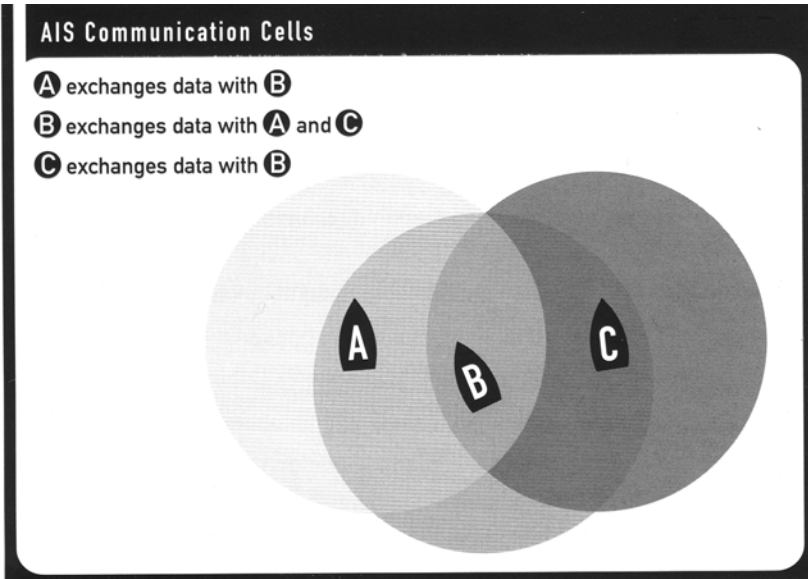 AIS Communication Cells
A exchanges data with B
B exchanges data with A and C
C exchanges data with B
A
B
C